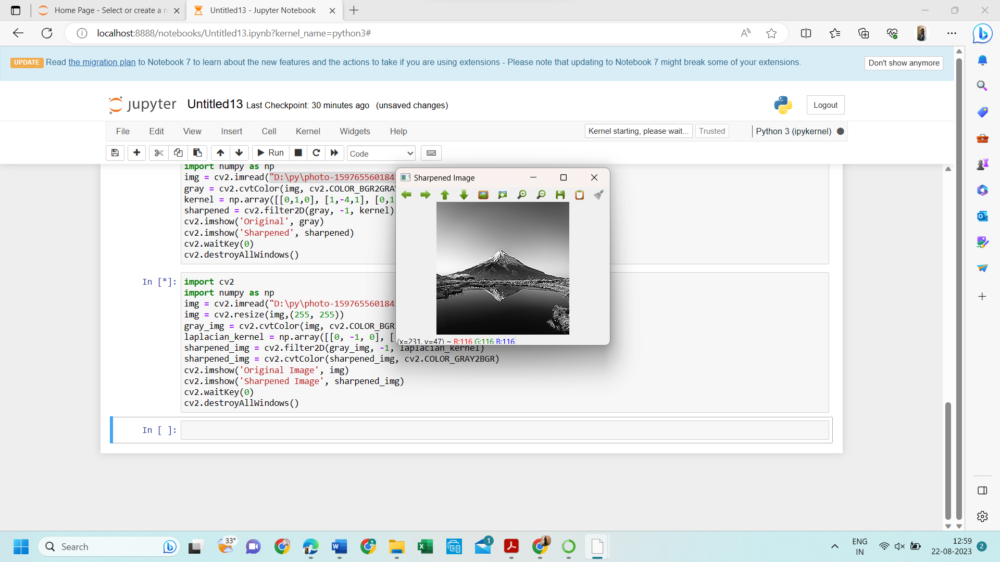 Home Page - Select or create a n
Untitled13 - Jupyter Notebook
localhost:8888/notebooks/Untitled13.ipynb?kernel_name=python3#
UPDATE Read the migration plan to Notebook 7 to learn about the new features and the actions to take if you are using extensions - Please note that updating to Notebook 7 might break some of your extensions.
Don't show anymore
jupyter Untitled13 Last Checkpoint: 30 minutes ago (unsaved changes)
Logout
File Edit View Insert Cell Kernel Widgets Help
Kernel starting, please wait... Trusted Python 3 (ipykernel)
Run Code
import numpy as np
img = cv2.imread("D:\py\photo-159765560184
gray = cv2.cvtColor(img, cv2.COLOR_BGR2GRAY
kernel = np.array([[0,1,0], [1,-4,1], [0,1
sharpened = cv2.filter2D(gray, -1, kernel)
cv2.imshow('Original', gray)
cv2.imshow('Sharpened', sharpened)
cv2.waitKey(0)
cv2.destroyAllWindows()
Sharpened Image
(x=231, y=47) ~ R:116 G:116 B:116
In [*]:
import cv2
import numpy as np
img = cv2.imread("D:\py\photo-159765560184
img = cv2.resize(img,(255, 255))
gray_img = cv2.cvtColor(img, cv2.COLOR_BGR
laplacian_kernel = np.array([[0, -1, 0], [
sharpened_img = cv2.filter2D(gray_img, -1, laplacian_kernel)
sharpened_img = cv2.cvtColor(sharpened_img, cv2.COLOR_GRAY2BGR)
cv2.imshow('Original Image', img)
cv2.imshow('Sharpened Image', sharpened_img)
cv2.waitKey(0)
cv2.destroyAllWindows()
In [ ]:
Search
33°
1
ENG
IN
12:59
22-08-2023
2